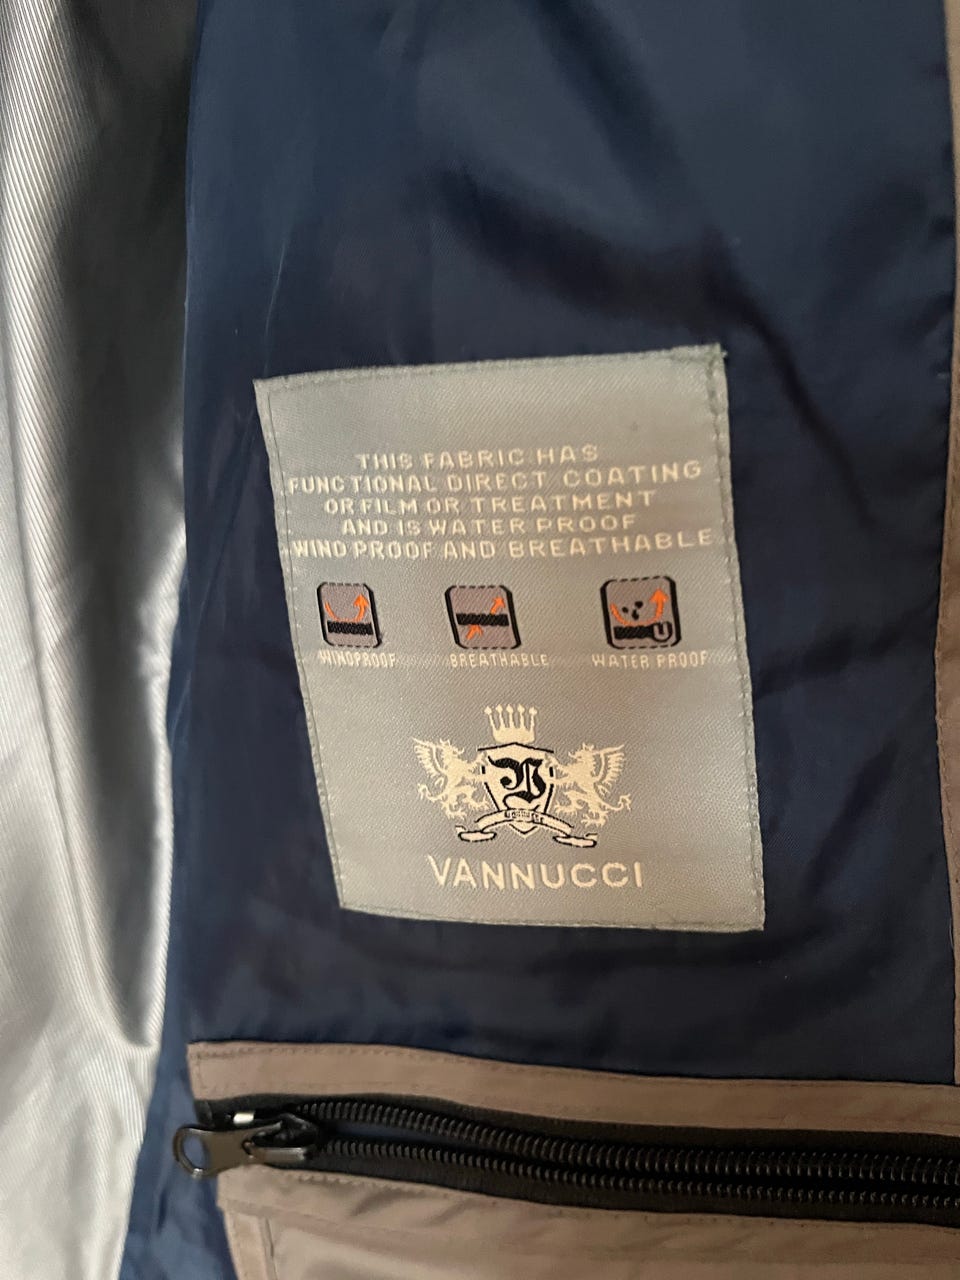 THIS FABRIC HAS
FUNCTIONAL DIRECT COATING
OR FILM OR TREATMENT
AND IS WATER PROOF
WIND PROOF AND BREATHABLE
WINDPROOF BREATHABLE WATER PROOF
V
VANNUCCI